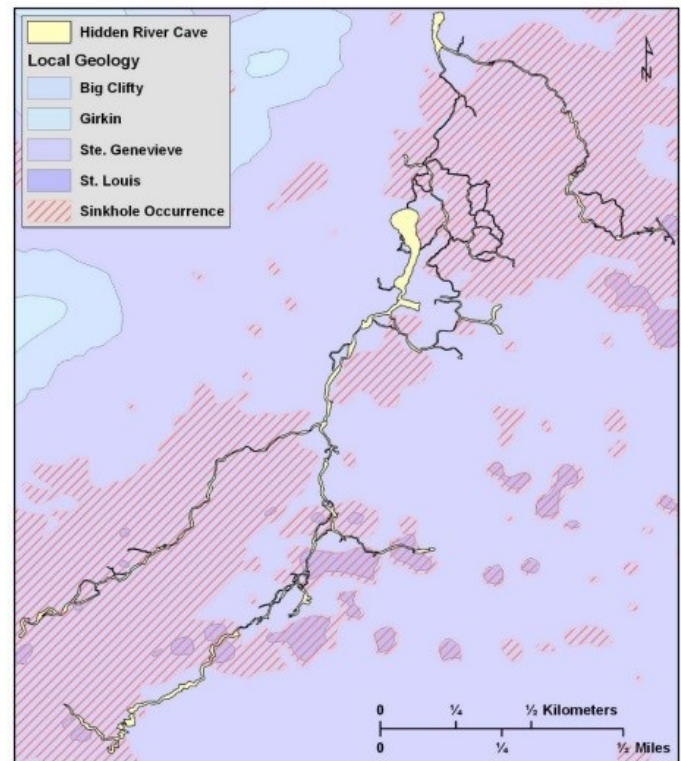 Hidden River Cave
Local Geology
Big Clifty
Girkin
Ste. Genevieve
St. Louis
Sinkhole Occurrence
N
0 ¼ ½ Kilometers
0 ¼ ½ Miles